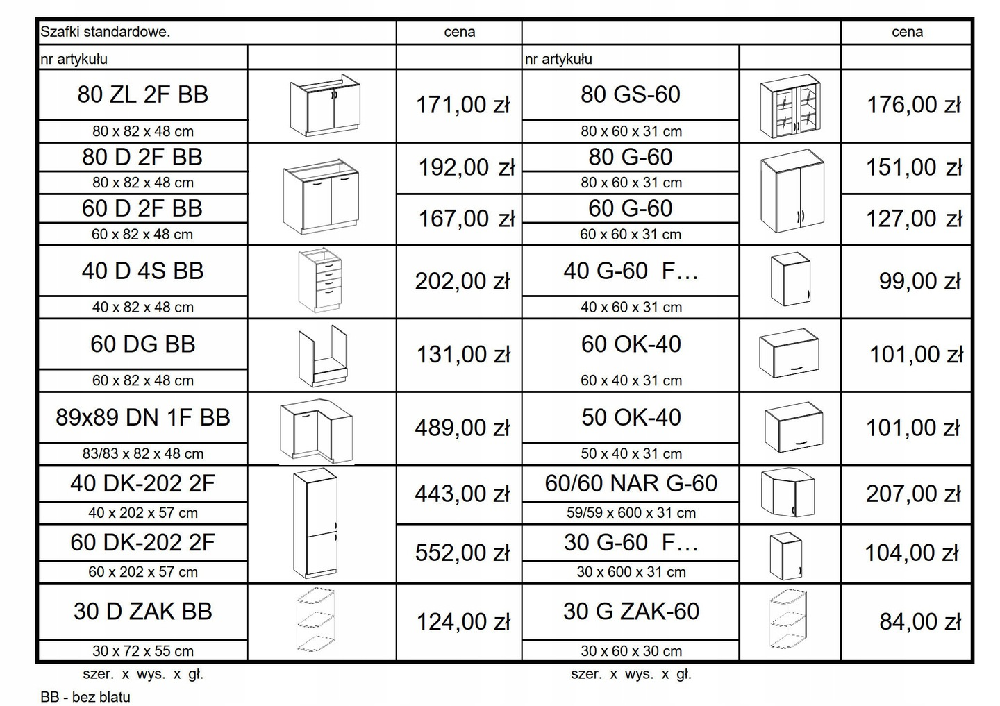 Szafki standardowe. cena cena
nr artykułu nr artykułu
80 ZL 2F BB 171,00 zł 80 GS-60 176,00 zł
80 x 82 x 48 cm 80 x 60 x 31 cm
80 D 2F BB 192,00 zł 80 G-60 151,00 zł
80 x 82 x 48 cm 80 x 60 x 31 cm
60 D 2F BB 167,00 zł 60 G-60 127,00 zł
60 x 82 x 48 cm 60 x 60 x 31 cm
40 D 4S BB 202,00 zł 40 G-60 F… 99,00 zł
40 x 82 x 48 cm 40 x 60 x 31 cm
60 DG BB 131,00 zł 60 OK-40 101,00 zł
60 x 82 x 48 cm 60 x 40 x 31 cm
89x89 DN 1F BB 489,00 zł 50 OK-40 101,00 zł
83/83 x 82 x 48 cm 50 x 40 x 31 cm
40 DK-202 2F 443,00 zł 60/60 NAR G-60 207,00 zł
40 x 202 x 57 cm 59/59 x 600 x 31 cm
60 DK-202 2F 552,00 zł 30 G-60 F… 104,00 zł
60 x 202 x 57 cm 30 x 600 x 31 cm
30 D ZAK BB 124,00 zł 30 G ZAK-60 84,00 zł
30 x 72 x 55 cm 30 x 60 x 30 cm
szer. x wys. x gł. szer. x wys. x gł.
BB - bez blatu